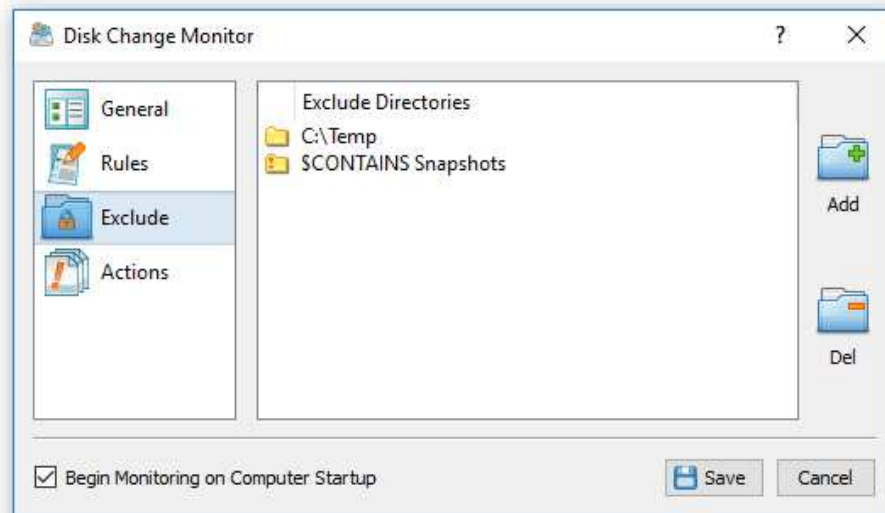 Disk Change Monitor
?
General
Rules
Exclude
Actions
Exclude Directories
C:\Temp
$CONTAINS Snapshots
Add
Del
Begin Monitoring on Computer Startup
Save
Cancel